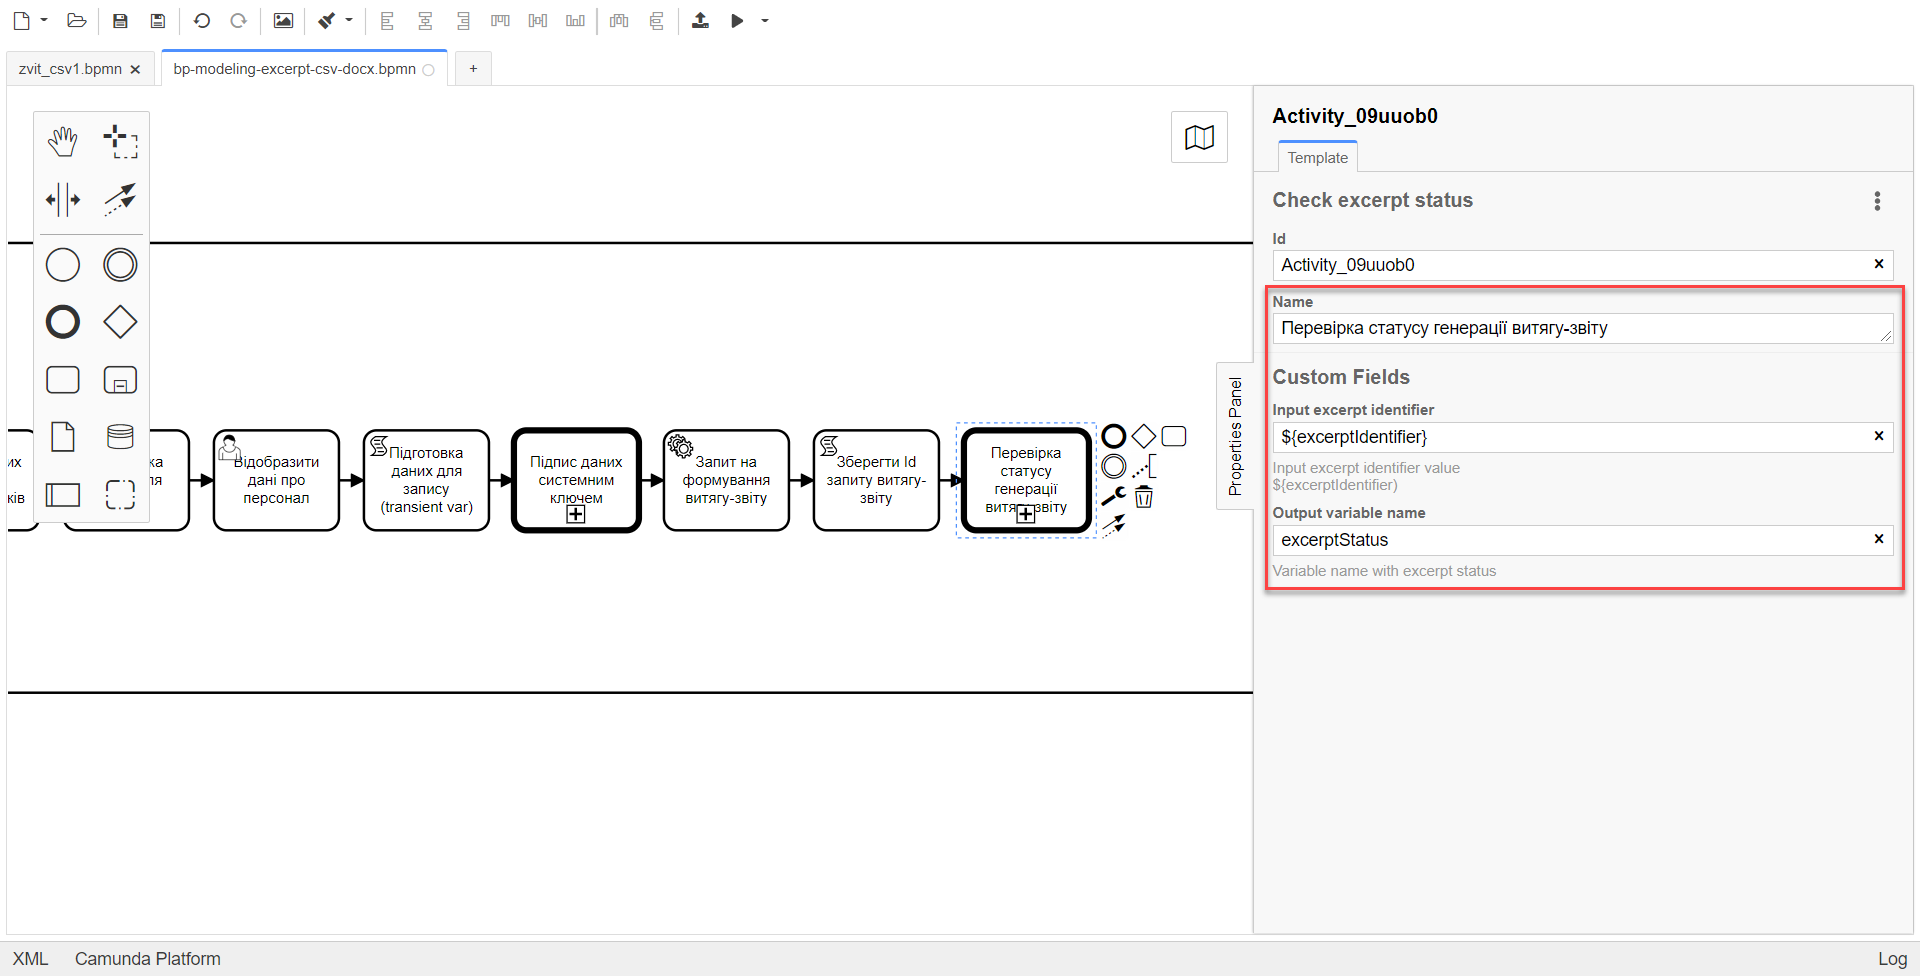 zvit_csv1.bpmn
bp-modeling-excerpt-csv-docx.bpmn
+
Activity_09uuob0
Template
Check excerpt status
Id
Activity_09uuob0
Name
Перевірка статусу генерації витягу-звіту
Custom Fields
Input excerpt identifier
${excerptIdentifier}
Input excerpt identifier value
${excerptIdentifier)
Output variable name
excerptStatus
Variable name with excerpt status
Properties Panel
их
ків
ка
ля
Відобразити
дані про
персонал
Підготовка
даних для
запису
(transient var)
Підпис даних
системним
ключем
Запит на
формування
витягу-звіту
Зберегти Id
запиту витягу-
звіту
Перевірка
статусу
генерації
витягу-звіту
XML
Camunda Platform
Log